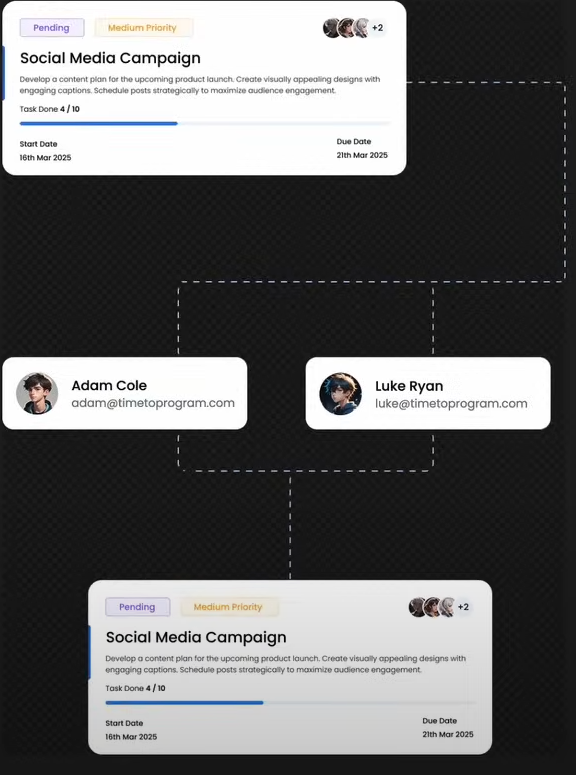 Pending Medium Priority +2
Social Media Campaign
Develop a content plan for the upcoming product launch. Create visually appealing designs with
engaging captions. Schedule posts strategically to maximize audience engagement.
Task Done 4 / 10
Start Date Due Date
16th Mar 2025 21th Mar 2025
Adam Cole
adam@timetoprogram.com
Luke Ryan
luke@timetoprogram.com
Pending Medium Priority +2
Social Media Campaign
Develop a content plan for the upcoming product launch. Create visually appealing designs with
engaging captions. Schedule posts strategically to maximize audience engagement.
Task Done 4 / 10
Start Date Due Date
16th Mar 2025 21th Mar 2025